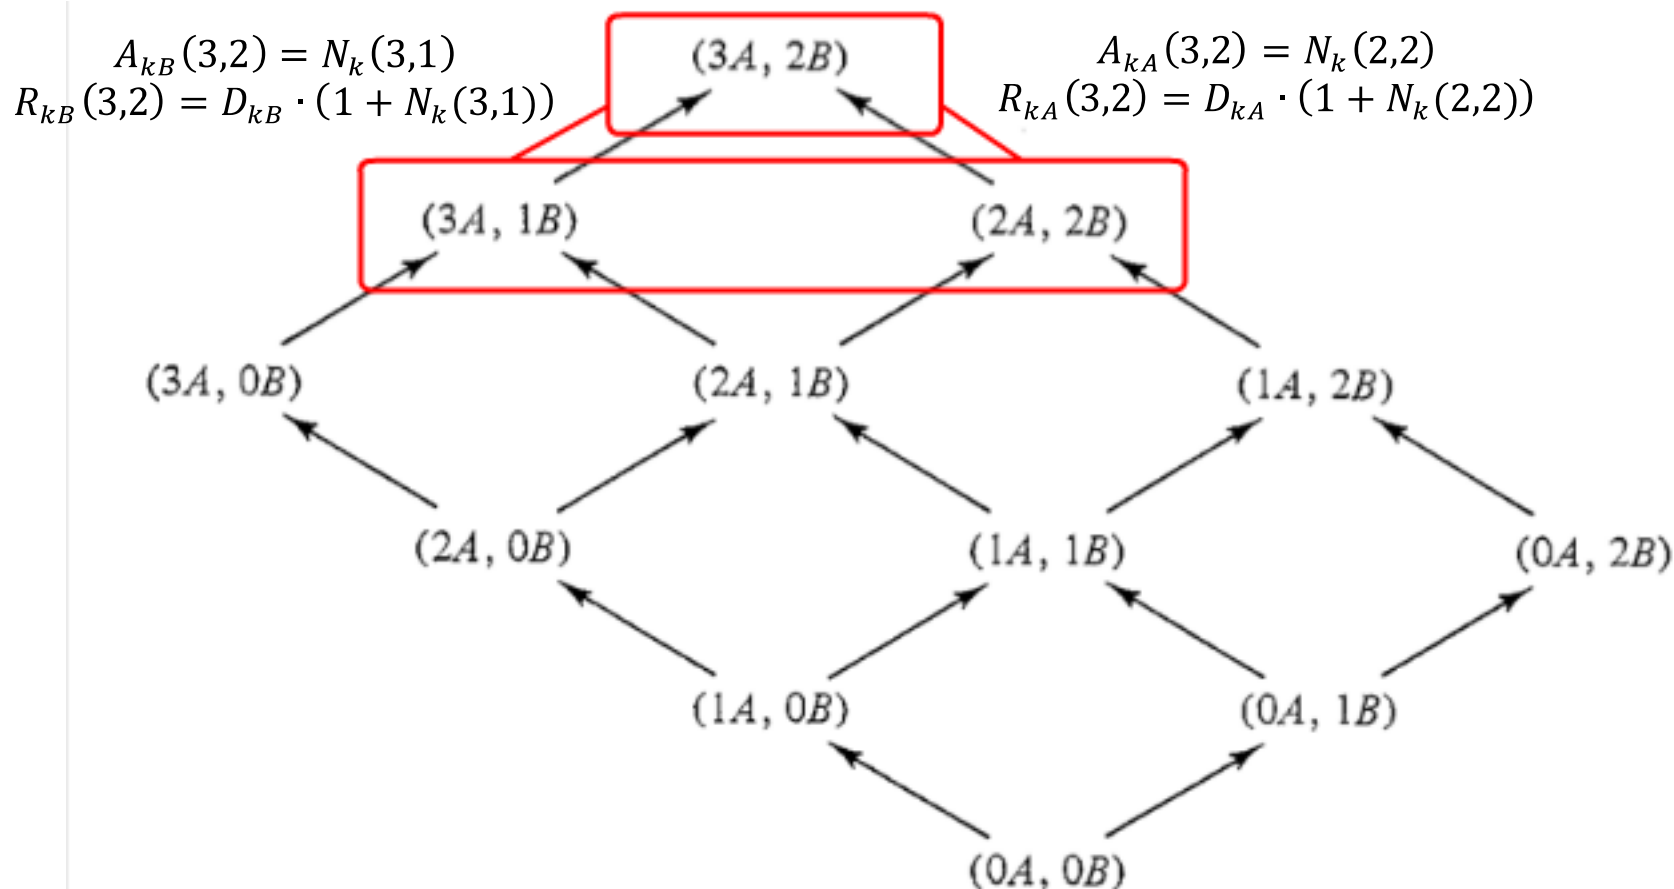 A_{kB}(3,2) = N_k(3,1)
R_{kB}(3,2) = D_{kB} · (1 + N_k(3,1))
(3A, 2B)
A_{kA}(3,2) = N_k(2,2)
R_{kA}(3,2) = D_{kA} · (1 + N_k(2,2))
(3A, 1B)
(2A, 2B)
(3A, 0B)
(2A, 1B)
(1A, 2B)
(2A, 0B)
(1A, 1B)
(0A, 2B)
(1A, 0B)
(0A, 1B)
(0A, 0B)